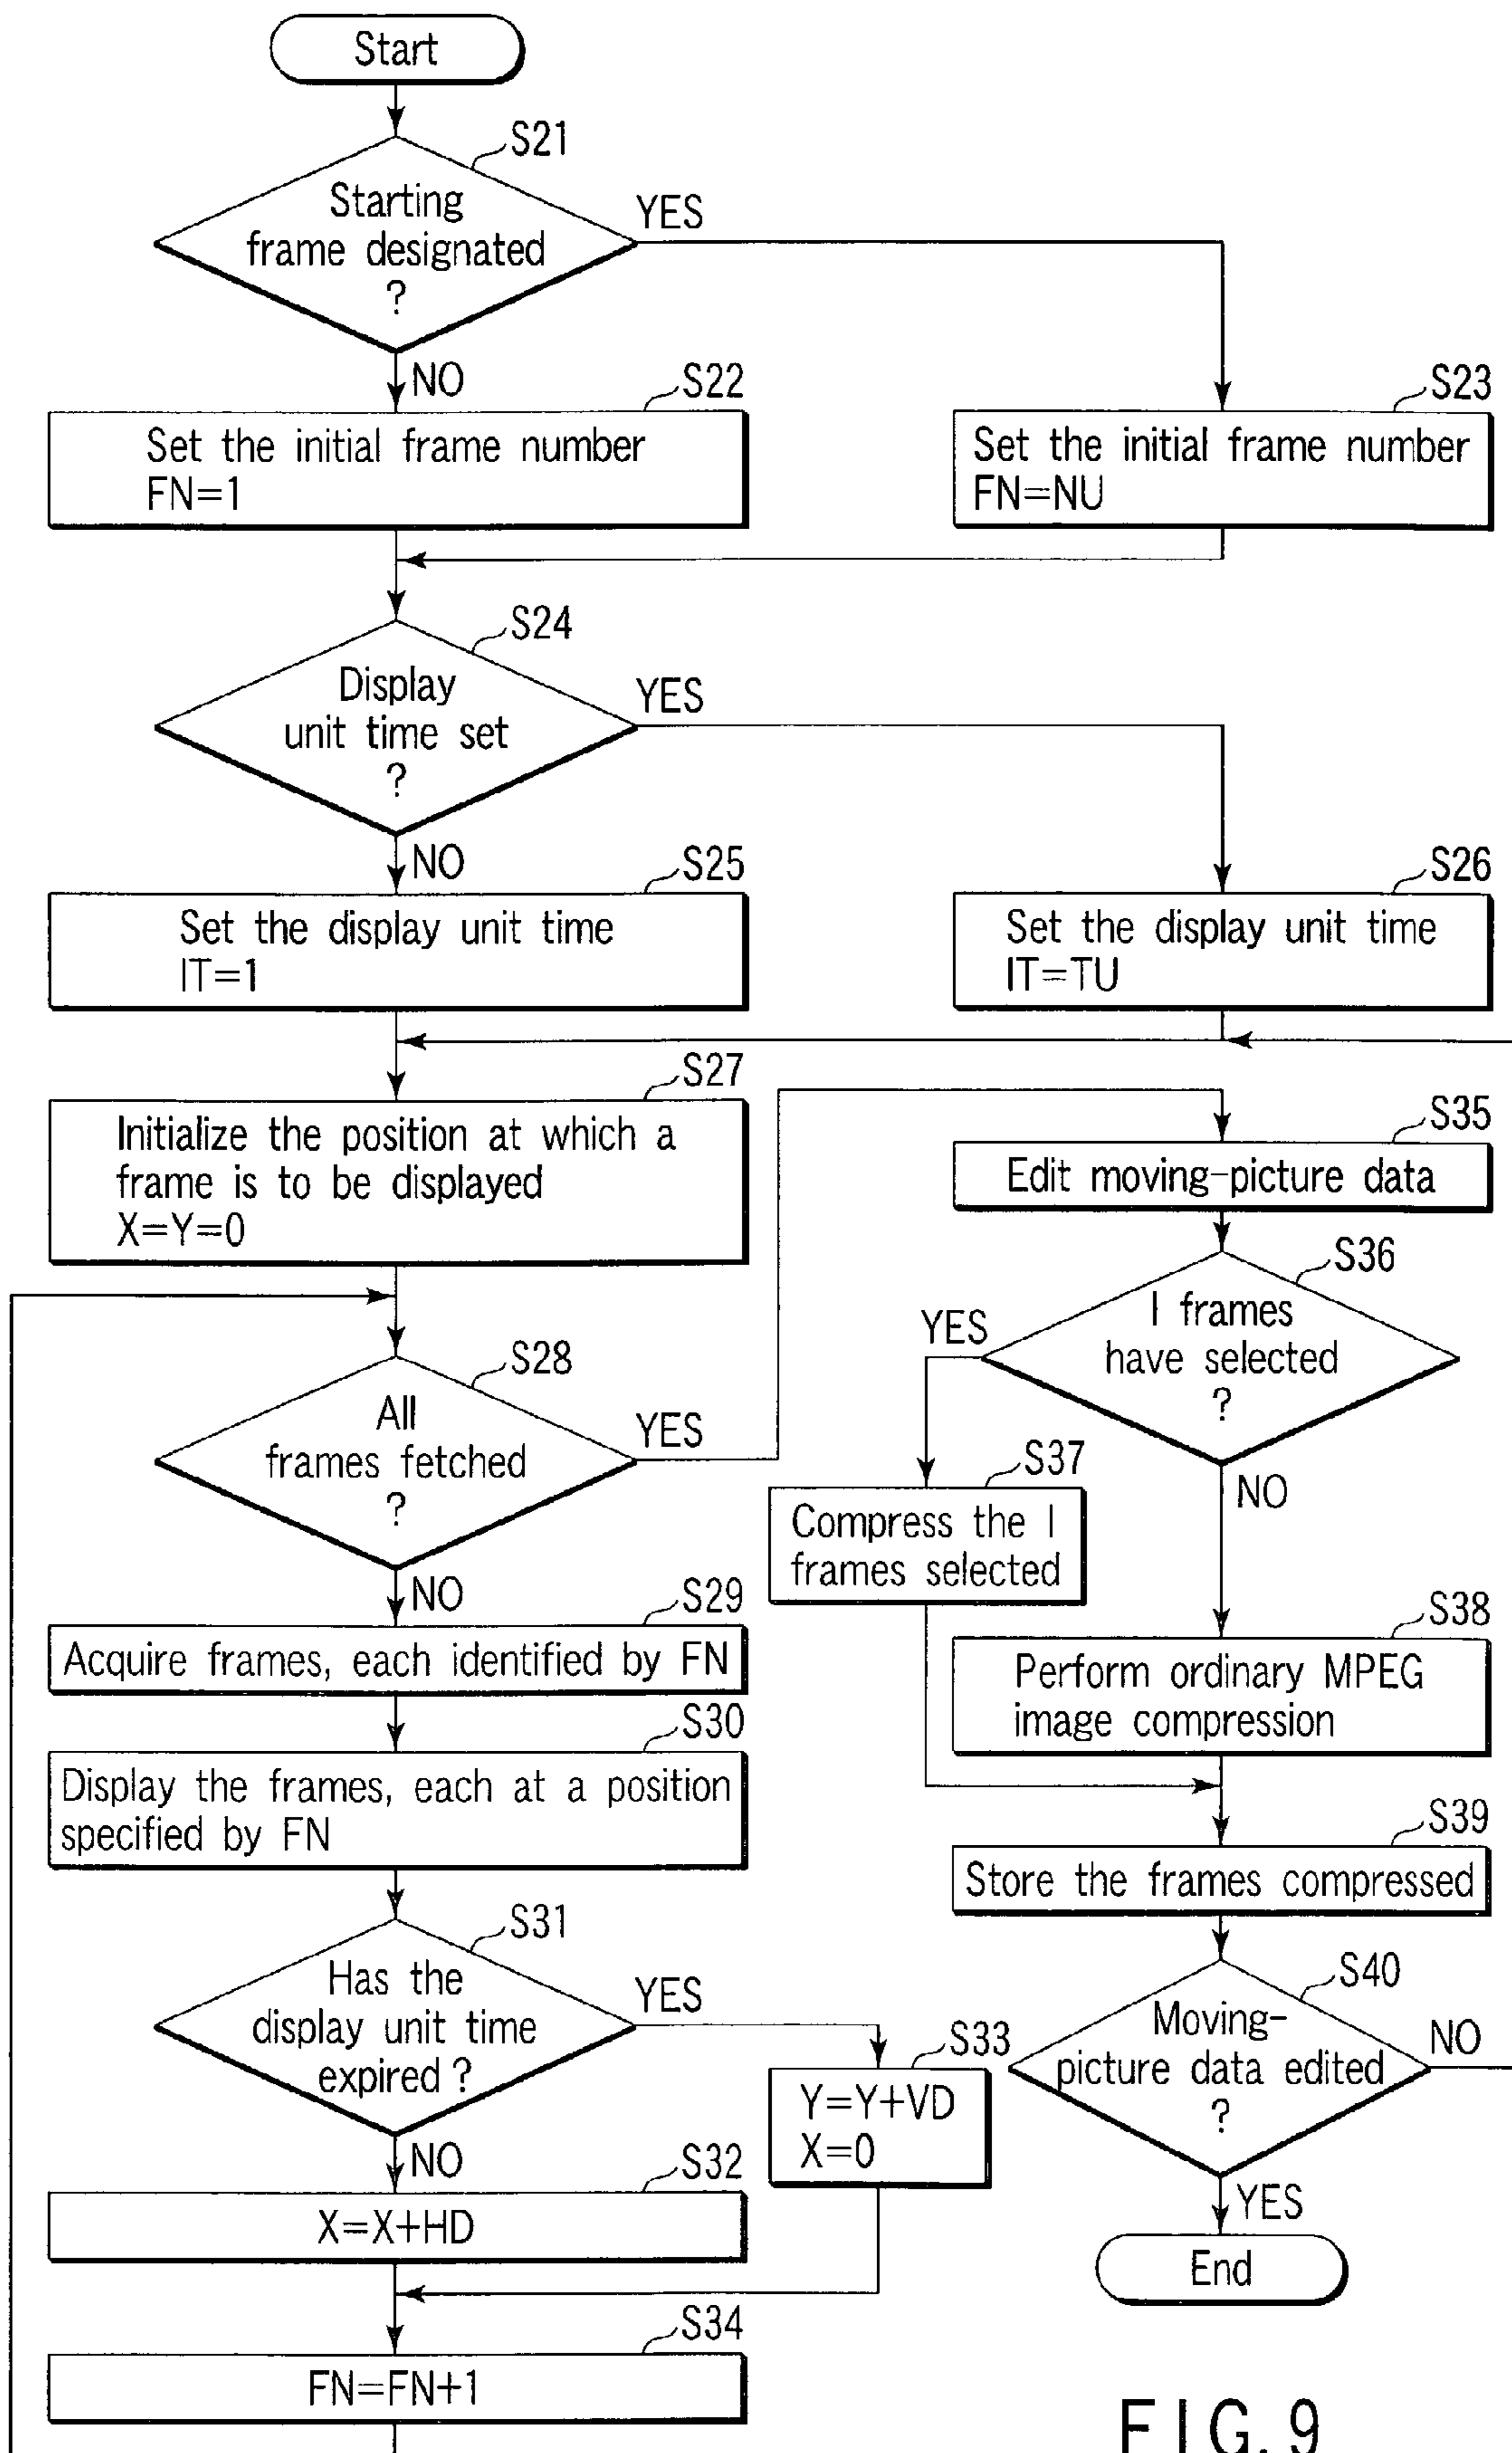 Start
S21
Starting
frame designated
?
YES
NO
S22
Set the initial frame number
FN=1
S23
Set the initial frame number
FN=NU
S24
Display
unit time set
?
YES
NO
S25
Set the display unit time
IT=1
S26
Set the display unit time
IT=TU
S27
Initialize the position at which a
frame is to be displayed
X=Y=0
S28
All
frames fetched
?
YES
NO
S29
Acquire frames, each identified by FN
S30
Display the frames, each at a position
specified by FN
S31
Has the
display unit time
expired ?
YES
NO
S32
X=X+HD
S33
Y=Y+VD
X=0
S34
FN=FN+1
S35
Edit moving-picture data
S36
I frames
have selected
?
YES
NO
S37
Compress the I
frames selected
S38
Perform ordinary MPEG
image compression
S39
Store the frames compressed
S40
Moving-
picture data edited
?
NO
YES
End
FIG. 9